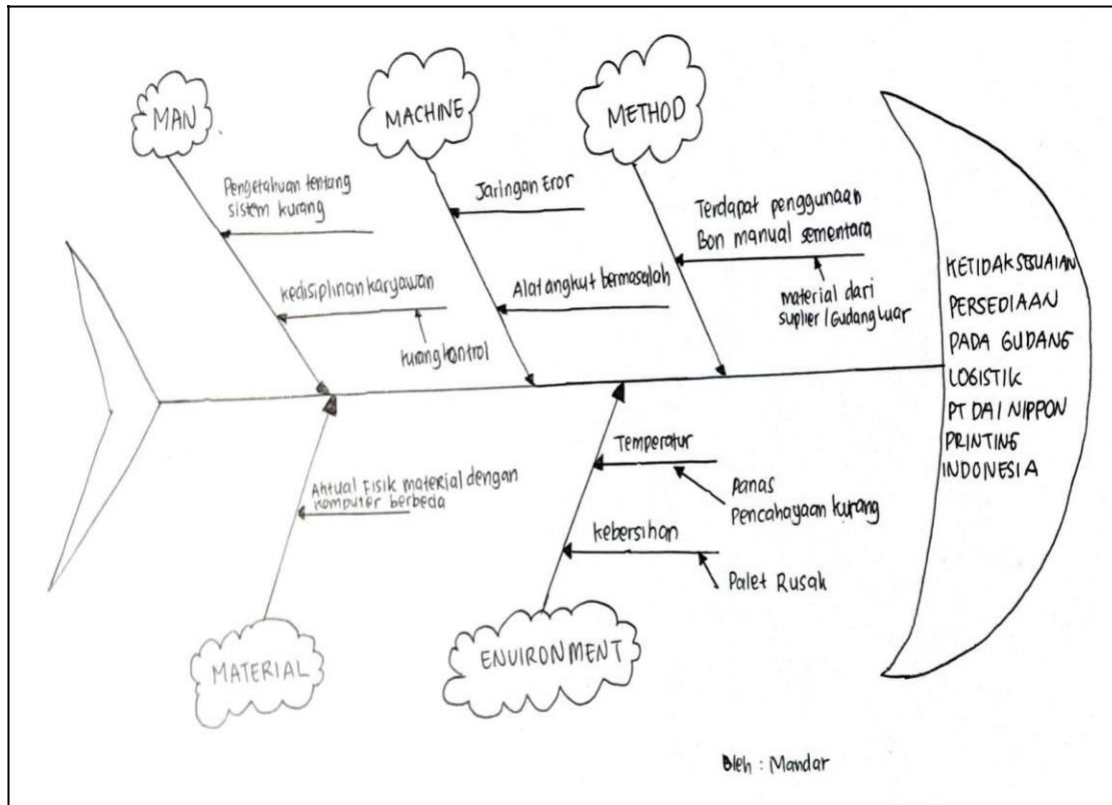 MAN
MACHINE
METHOD
Pengetahuan tentang
sistem kurang
Kedisiplinan karyawan
kurang kontrol
Jaringan Eror
Alat angkut bermasalah
Terdapat penggunaan
Bon manual sementara
material dari
suplier / Gudang luar
KETIDAKSESUAIAN
PERSEDIAAN
PADA GUDANG
LOGISTIK
PT DAI NIPPON
PRINTING
INDONESIA
Aktual Fisik material dengan
komputer berbeda
Temperatur
Panas
Pencahayaan kurang
Kebersihan
Palet Rusak
MATERIAL
ENVIRONMENT
Oleh : Mandar